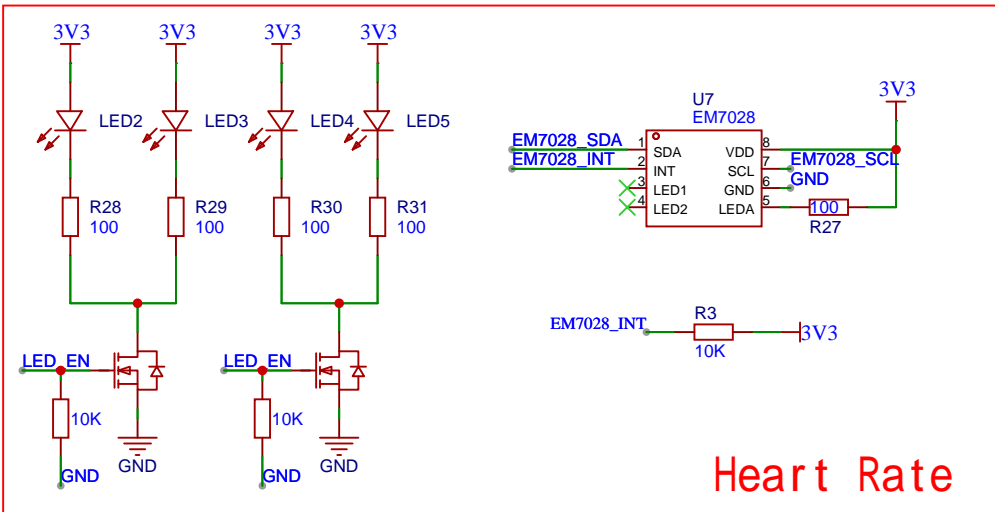 3V3
3V3
3V3
3V3
LED2
LED3
LED4
LED5
R28
100
R29
100
R30
100
R31
100
LED_EN
10K
GND
GND
LED_EN
10K
GND
GND
U7
EM7028
3V3
EM7028_SDA
EM7028_INT
1
2
3
4
SDA
INT
LED1
LED2
VDD
SCL
GND
LEDA
8
7
6
5
EM7028_SCL
GND
100
R27
EM7028_INT
R3
10K
3V3
Heart Rate